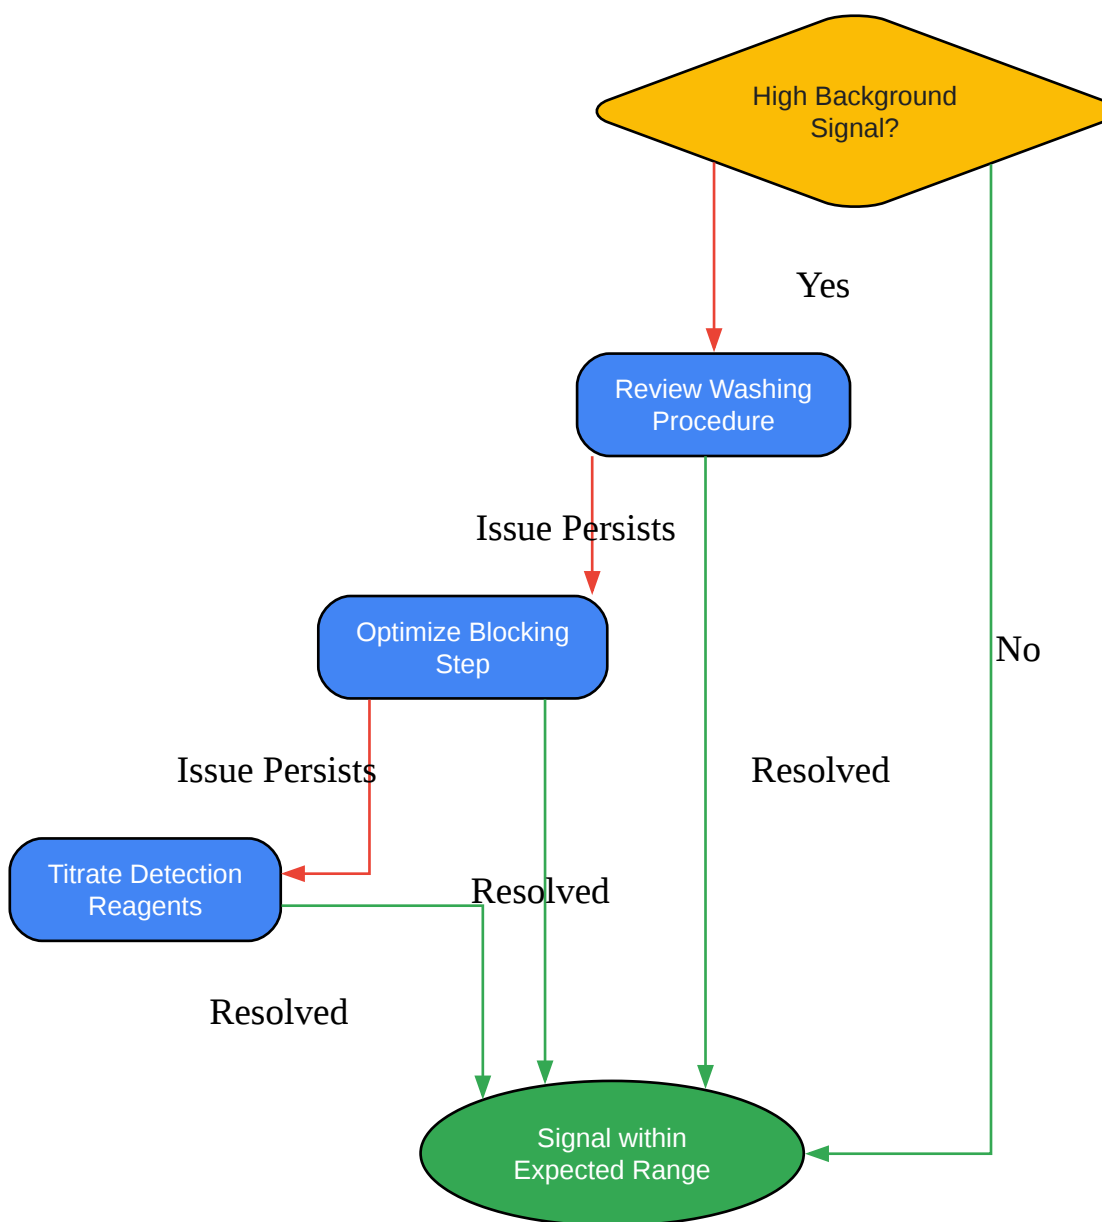 High Background
Signal?
Yes
Review Washing
Procedure
Issue Persists
Optimize Blocking
Step
No
Issue Persists
Resolved
Titrate Detection
Reagents
Resolved
Resolved
Signal within
Expected Range